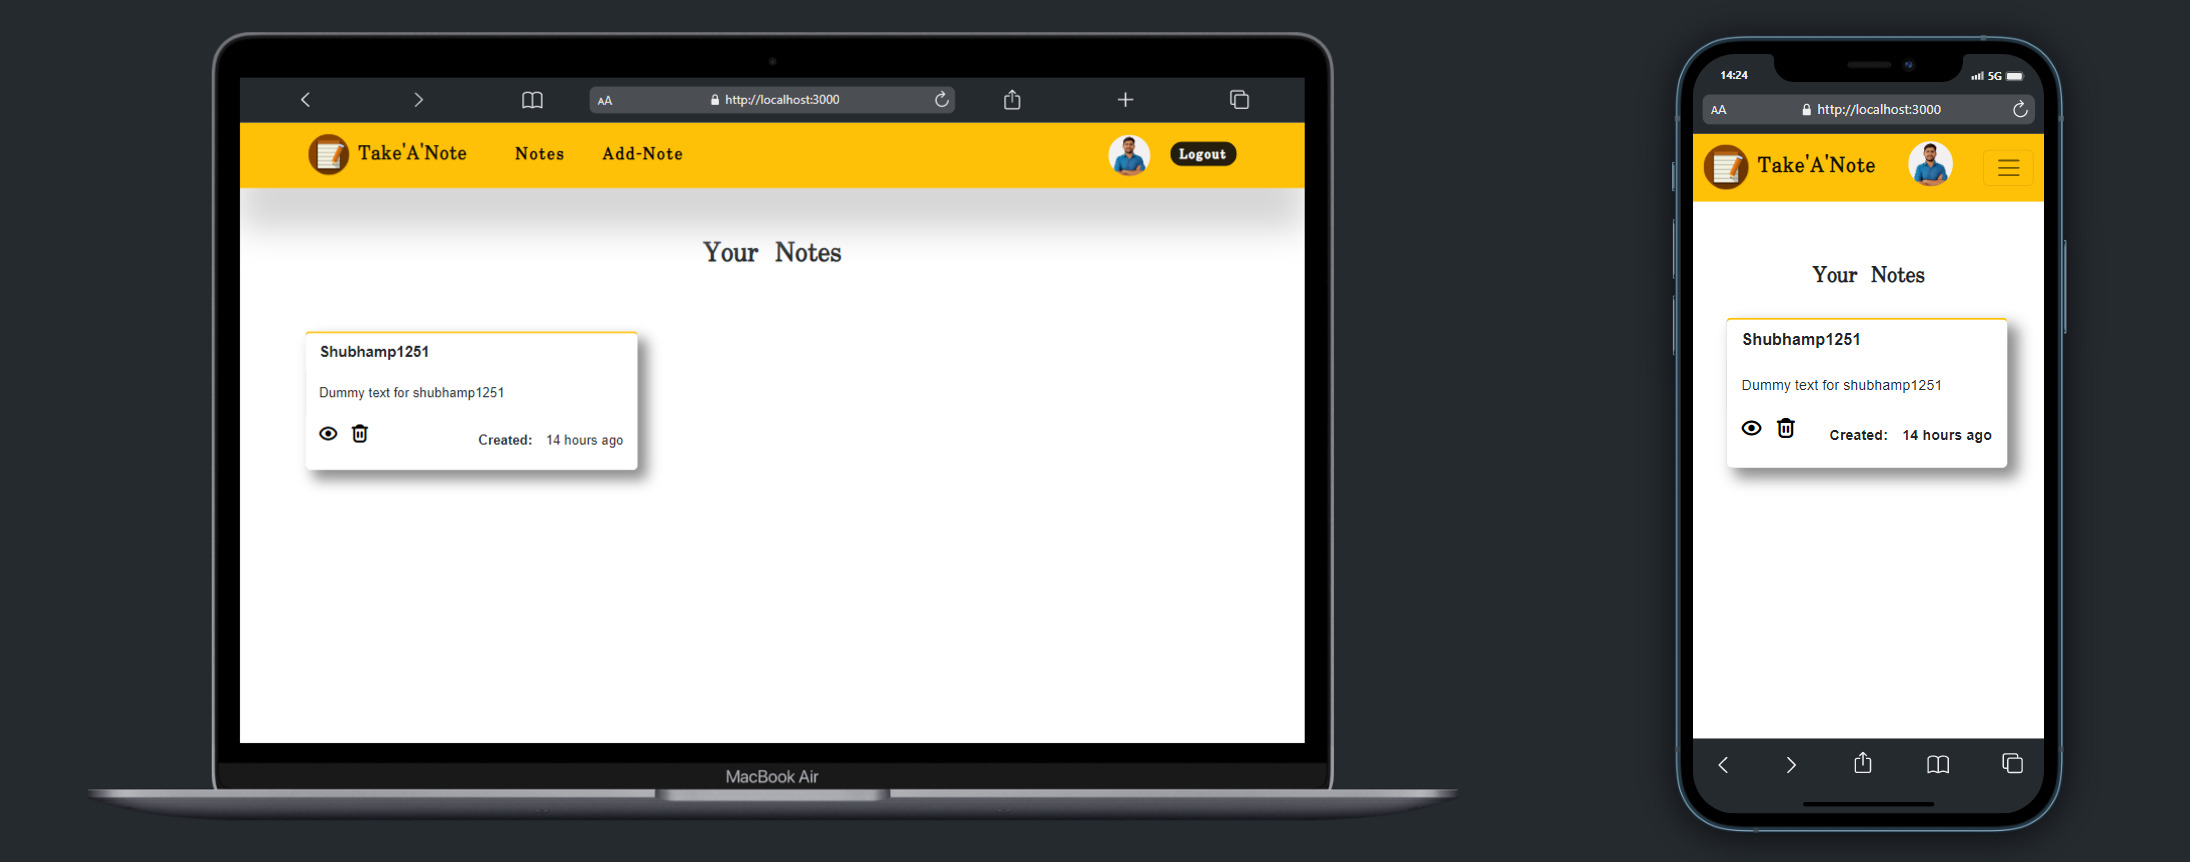 AA http://localhost:3000
Take'A'Note Notes Add-Note Logout
Your Notes
Shubhamp1251
Dummy text for shubhamp1251
Created: 14 hours ago
MacBook Air
14:24 5G
AA http://localhost:3000
Take'A'Note
Your Notes
Shubhamp1251
Dummy text for shubhamp1251
Created: 14 hours ago